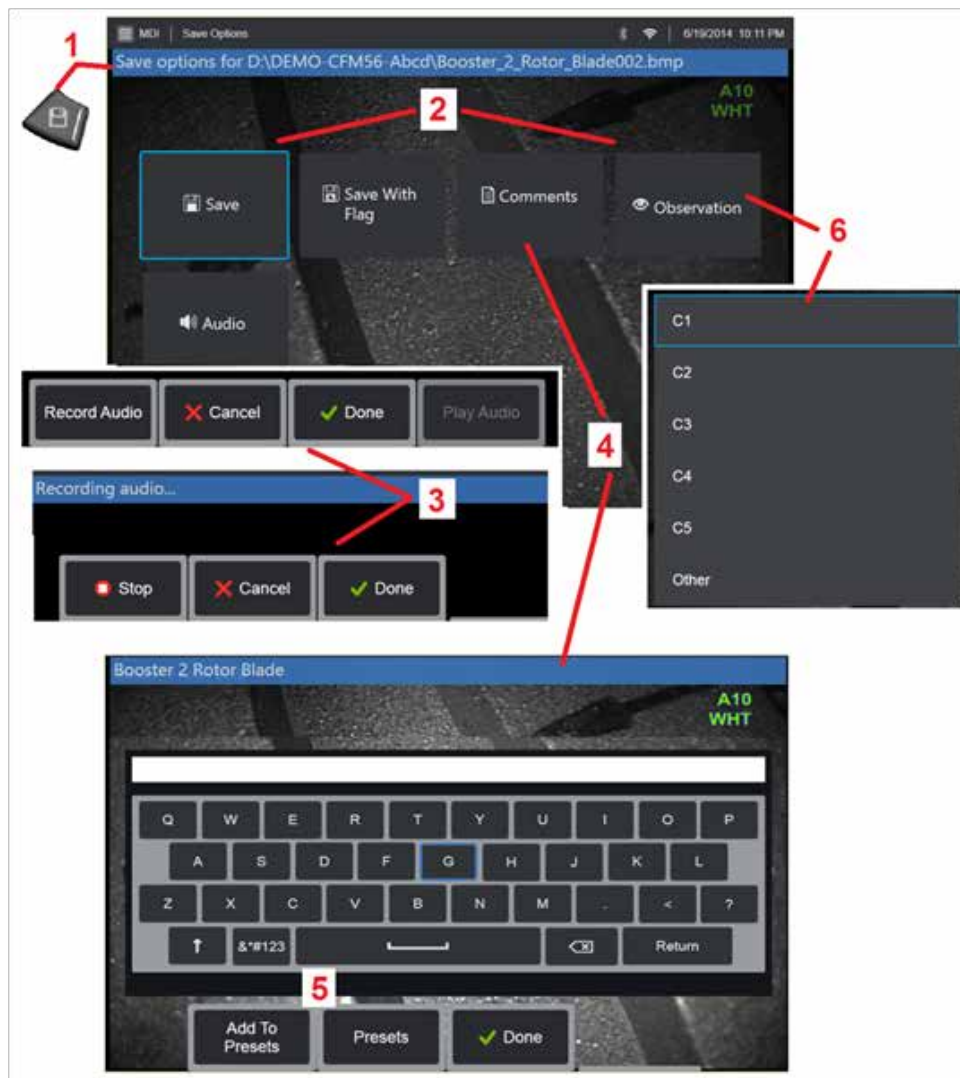 MDI | Save Options 6/19/2014 10:11 PM
1
Save options for D:\DEMO-CFM56-Abcd\Booster_2_Rotor_Blade002.bmp
A10
WHT
2
Save
Save With
Flag
Comments
Observation
6
Audio
C1
C2
C3
C4
C5
Other
Record Audio Cancel Done Play Audio
4
Recording audio...
3
Stop Cancel Done
Booster 2 Rotor Blade
A10
WHT
Q W E R T Y U I O P
A S D F G H J K L
Z X C V B N M . < ?
↑ &*#123 Return
5
Add To
Presets
Presets
Done